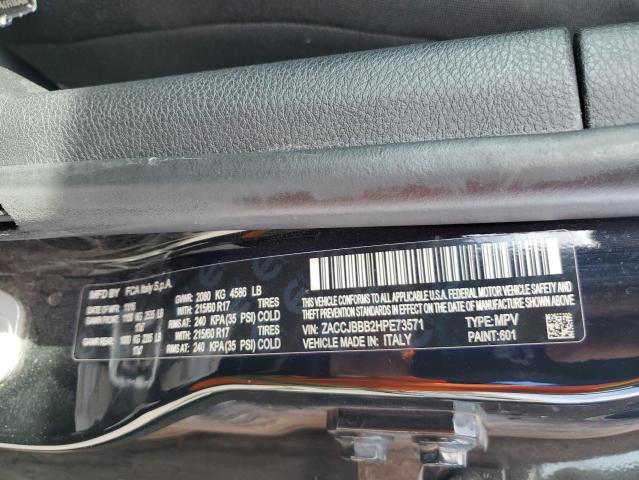 MFD BY
FCA Italy S.p.A.
GVWR: 2080 KG 4586 LB
TIRES
215/60 R17
RIMS AT: 240 KPA(35 PSI) COLD
TIRES
215/60 R17
RIMS AT: 240 KPA(35 PSI) COLD
THIS VEHICLE CONFORMS TO ALL APPLICABLE
FEDERAL MOTOR VEHICLE SAFETY, BUMPER, AND
THEFT PREVENTION STANDARDS IN EFFECT ON THE
DATE OF MANUFACTURE SHOWN ABOVE
VIN: ZACCJBBB2HPE73571 TYPE: MPV
VEHICLE MADE IN: ITALY PAINT:601